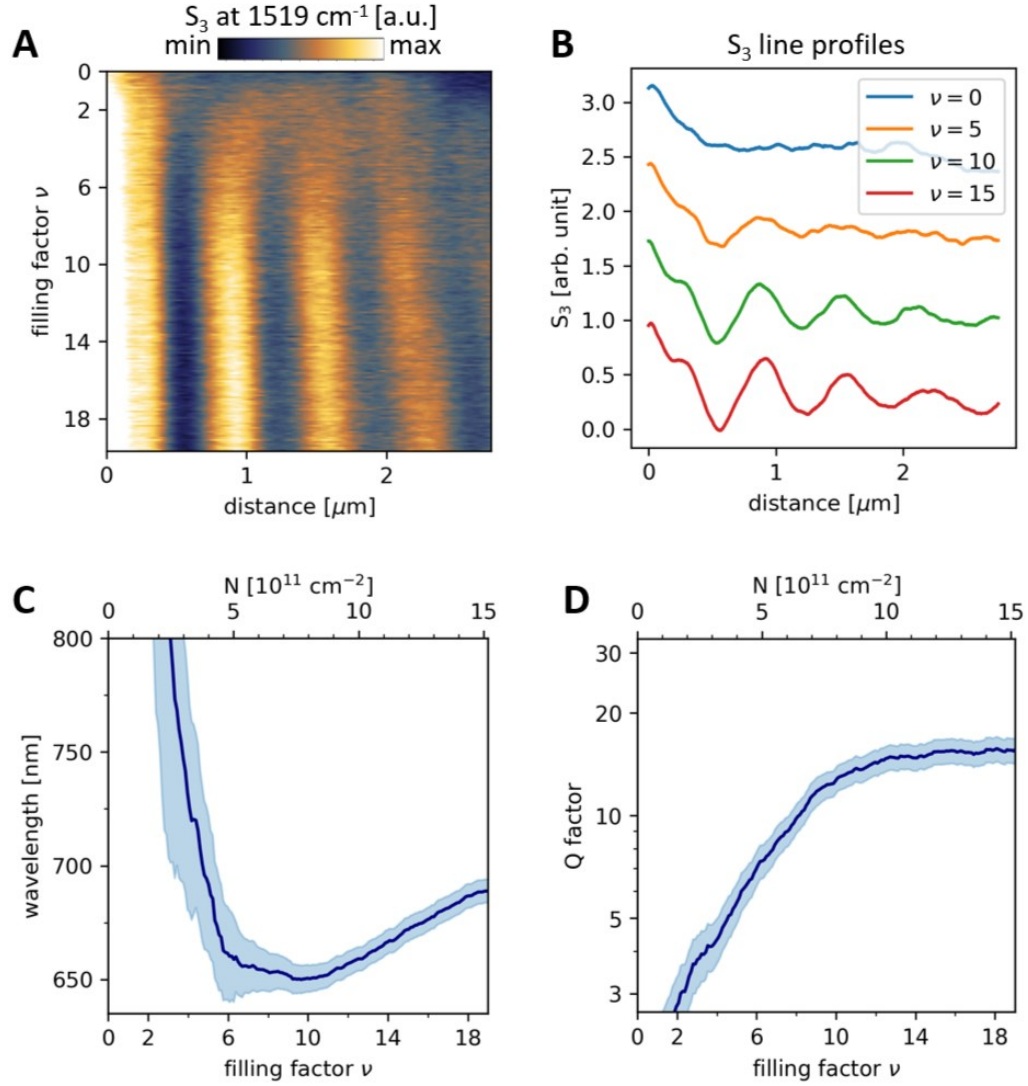 S₃ at 1519 cm⁻¹ [a.u.]
A
min
max
0
2
6
10
14
18
filling factor ν
0
1
2
distance [μm]
B
S₃ line profiles
3.0
2.5
2.0
1.5
1.0
0.5
0.0
S₃ [arb. unit]
ν = 0
ν = 5
ν = 10
ν = 15
0
1
2
distance [μm]
C
N [10¹¹ cm⁻²]
0
5
10
15
800
750
700
650
wavelength [nm]
0
2
6
10
14
18
filling factor ν
D
N [10¹¹ cm⁻²]
0
5
10
15
30
20
10
5
3
Q factor
0
2
6
10
14
18
filling factor ν